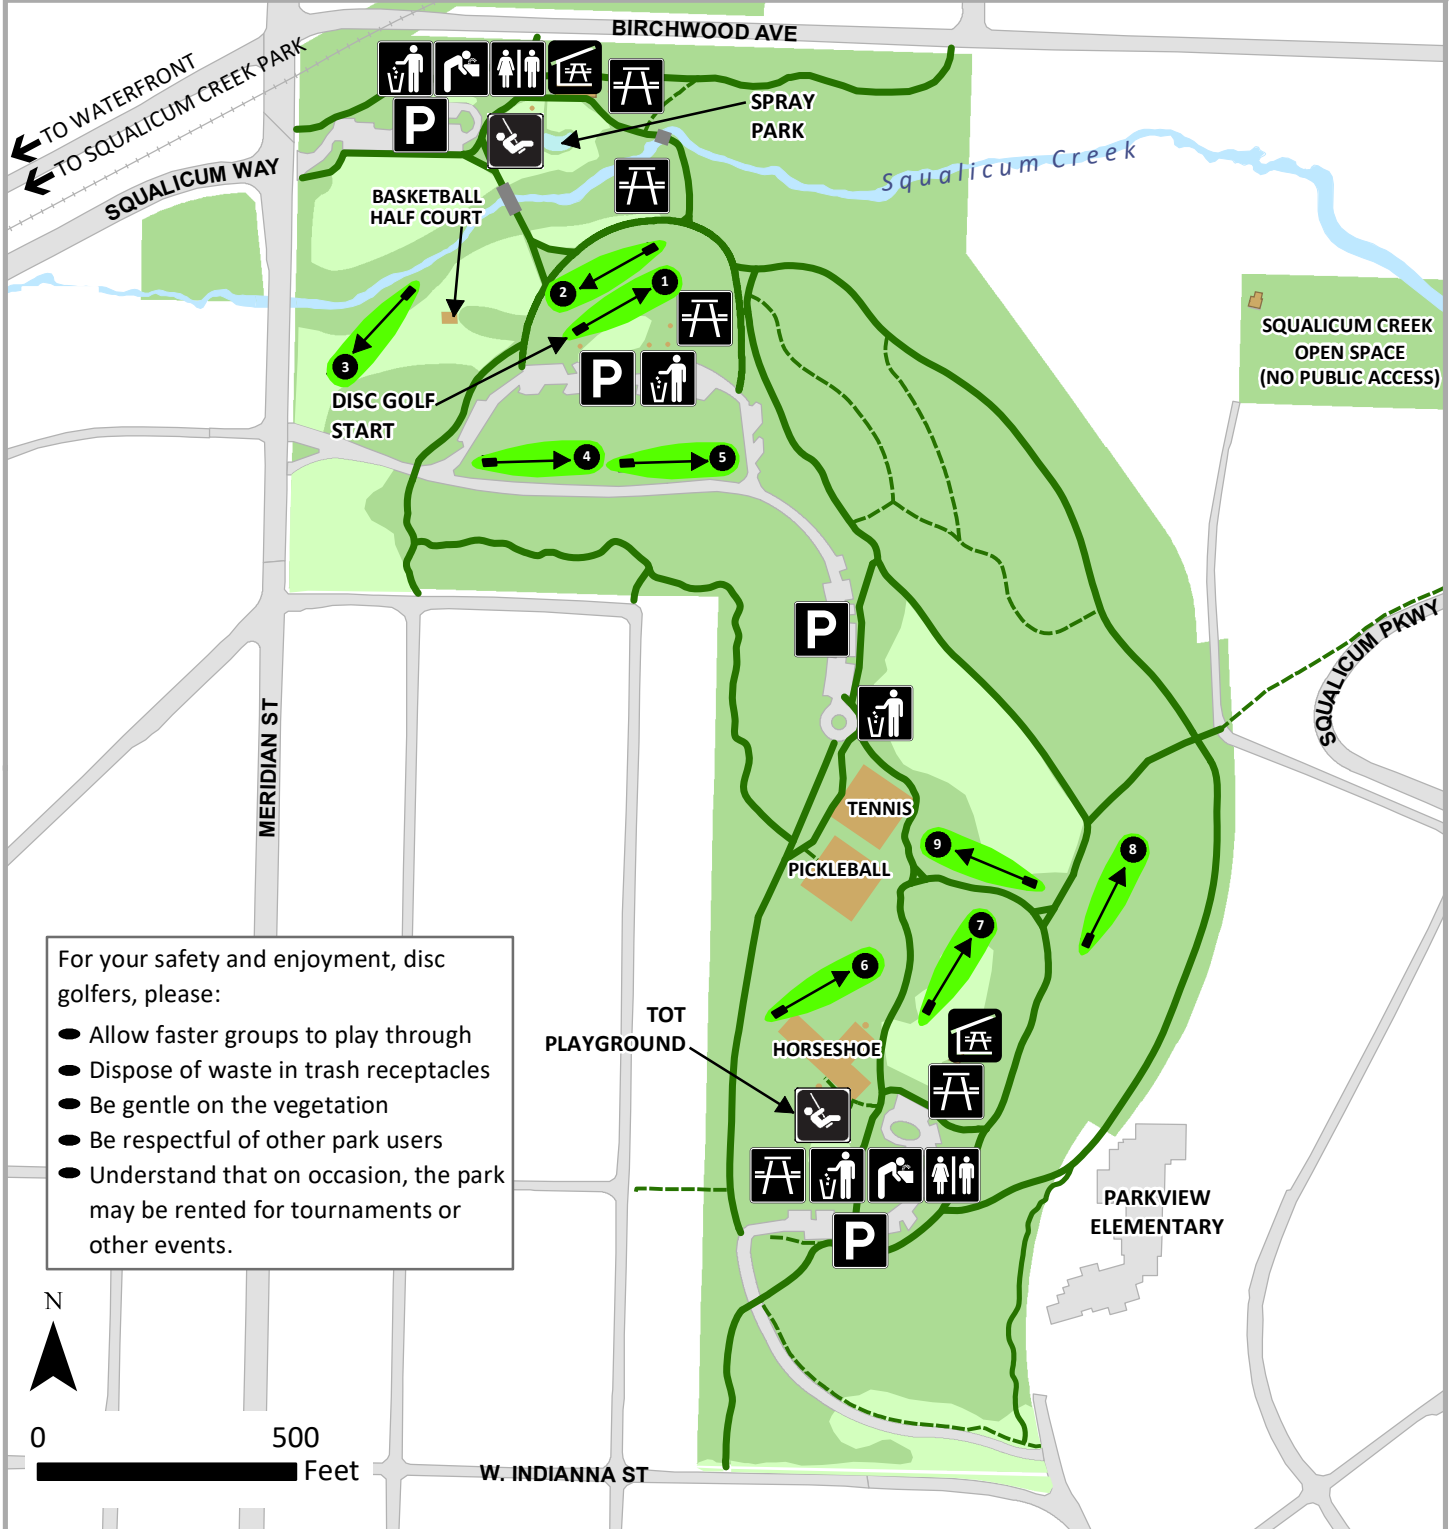 BIRCHWOOD AVE
TO WATERFRONT
TO SQUALICUM CREEK PARK
SQUALICUM WAY
P
SPRAY
PARK
Squalicum Creek
BASKETBALL
HALF COURT
2
1
3
SQUALICUM CREEK
OPEN SPACE
(NO PUBLIC ACCESS)
P
DISC GOLF
START
4
5
P
SQUALICUM PKWY
MERIDIAN ST
TENNIS
9
8
PICKLEBALL
7
6
For your safety and enjoyment, disc
golfers, please:
Allow faster groups to play through
Dispose of waste in trash receptacles
Be gentle on the vegetation
Be respectful of other park users
Understand that on occasion, the park
may be rented for tournaments or
other events.
TOT
PLAYGROUND
HORSESHOE
PARKVIEW
ELEMENTARY
P
N
0 500
Feet
W. INDIANNA ST